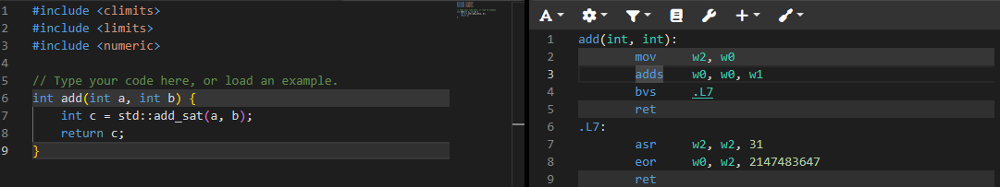 1 #include <climits>
2 #include <limits>
3 #include <numeric>
4
5 // Type your code here, or load an example.
6 int add(int a, int b) {
7     int c = std::add_sat(a, b);
8     return c;
9 }
A
1 add(int, int):
2         mov     w2, w0
3         adds    w0, w0, w1
4         bvs     .L7
5         ret
6 .L7:
7         asr     w2, w2, 31
8         eor     w0, w2, 2147483647
9         ret